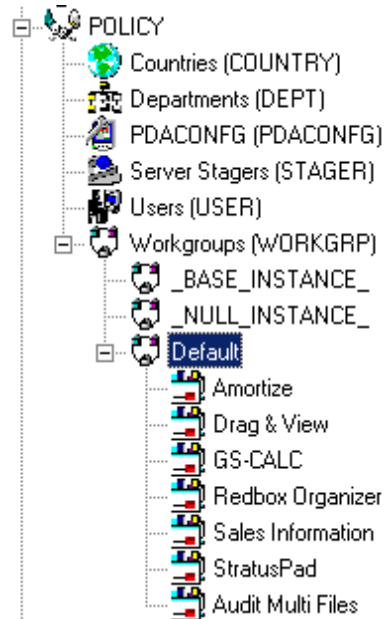 POLICY
Countries (COUNTRY)
Departments (DEPT)
PDACONFG (PDACONFG)
Server Stagers (STAGER)
Users (USER)
Workgroups (WORKGRP)
_BASE_INSTANCE_
_NULL_INSTANCE_
Default
Amortize
Drag & View
GS-CALC
Redbox Organizer
Sales Information
StratusPad
Audit Multi Files